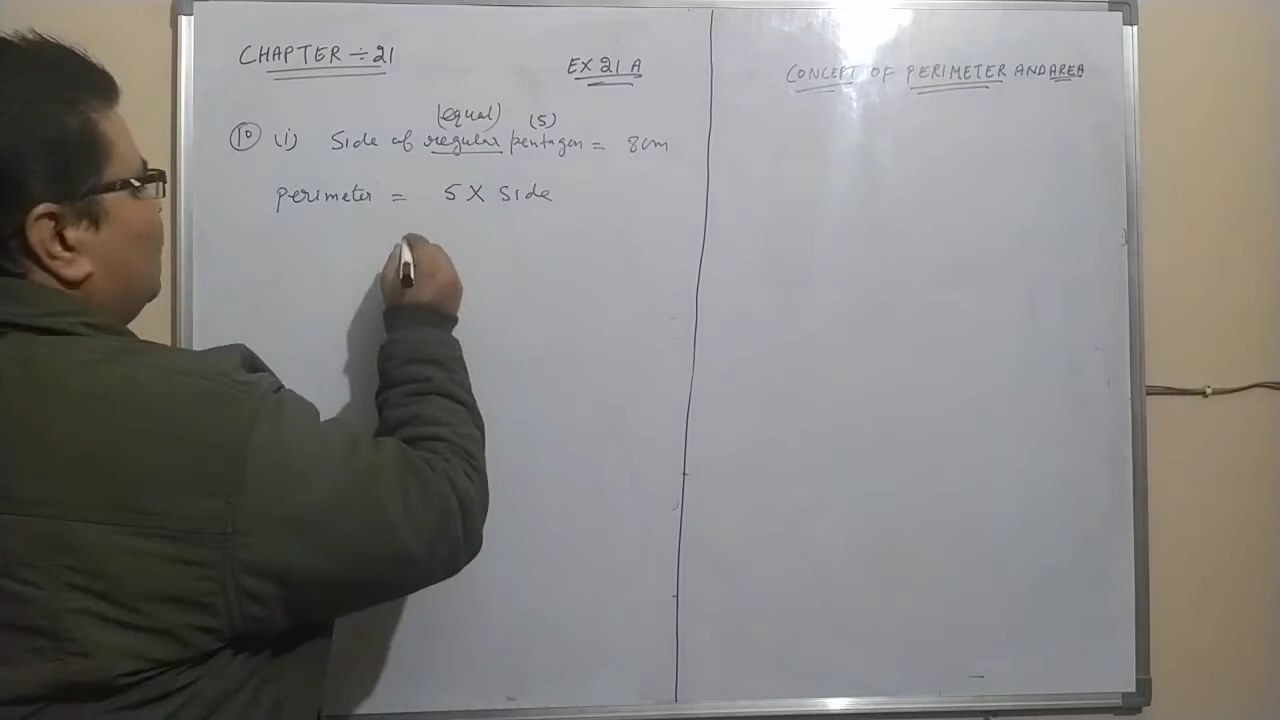 CHAPTER ÷ 21
EX 21 A
CONCEPT OF PERIMETER AND AREA
(equal) (5)
10 (i) Side of regular pentagon = 8cm
perimeter = 5 X Side